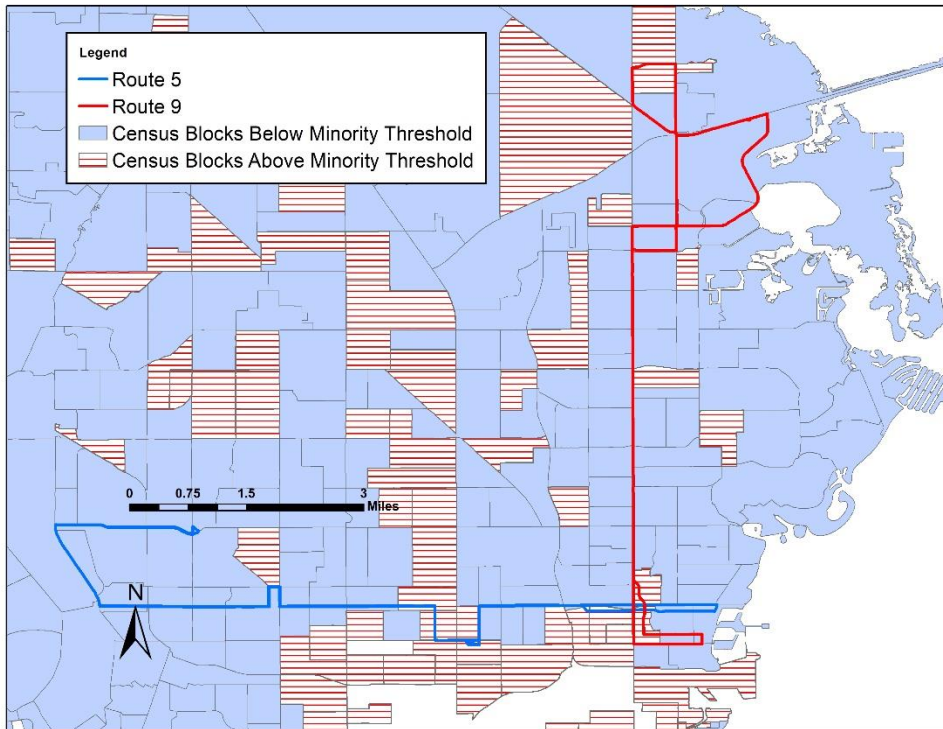 Legend
Route 5
Route 9
Census Blocks Below Minority Threshold
Census Blocks Above Minority Threshold
0 0.75 1.5 3
Miles
N